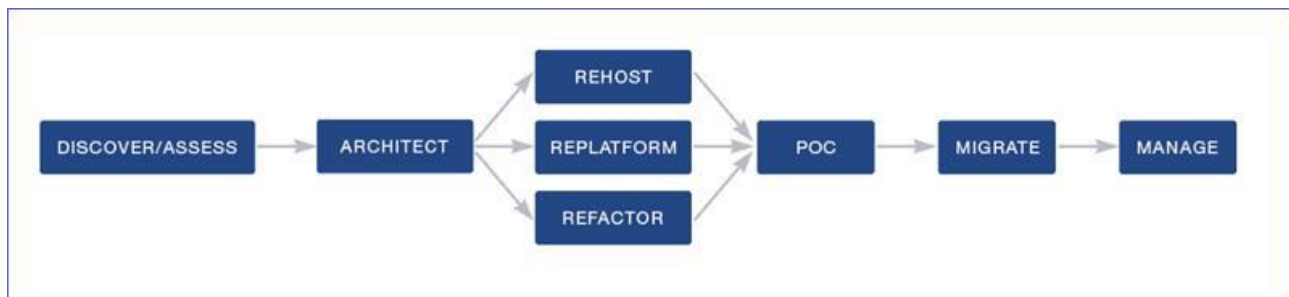 DISCOVER/ASSESS
ARCHITECT
REHOST
REPLATFORM
REFACTOR
POC
MIGRATE
MANAGE